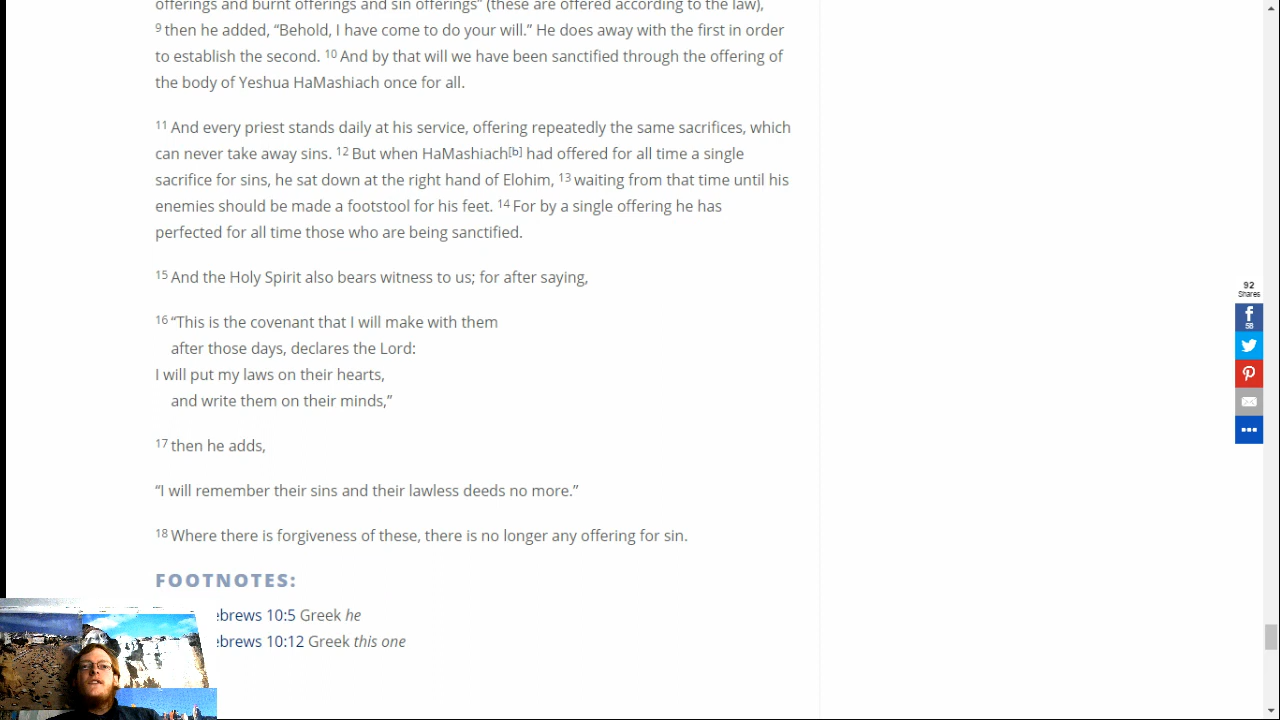 offerings and burnt offerings and sin offerings” (these are offered according to the law),
9 then he added, “Behold, I have come to do your will.” He does away with the first in order
to establish the second. 10 And by that will we have been sanctified through the offering of
the body of Yeshua HaMashiach once for all.
11 And every priest stands daily at his service, offering repeatedly the same sacrifices, which
can never take away sins. 12 But when HaMashiach[b] had offered for all time a single
sacrifice for sins, he sat down at the right hand of Elohim, 13 waiting from that time until his
enemies should be made a footstool for his feet. 14 For by a single offering he has
perfected for all time those who are being sanctified.
15 And the Holy Spirit also bears witness to us; for after saying,
16 “This is the covenant that I will make with them
after those days, declares the Lord:
I will put my laws on their hearts,
and write them on their minds,”
17 then he adds,
“I will remember their sins and their lawless deeds no more.”
18 Where there is forgiveness of these, there is no longer any offering for sin.
FOOTNOTES:
ebrews 10:5 Greek he
ebrews 10:12 Greek this one
92
Shares
58